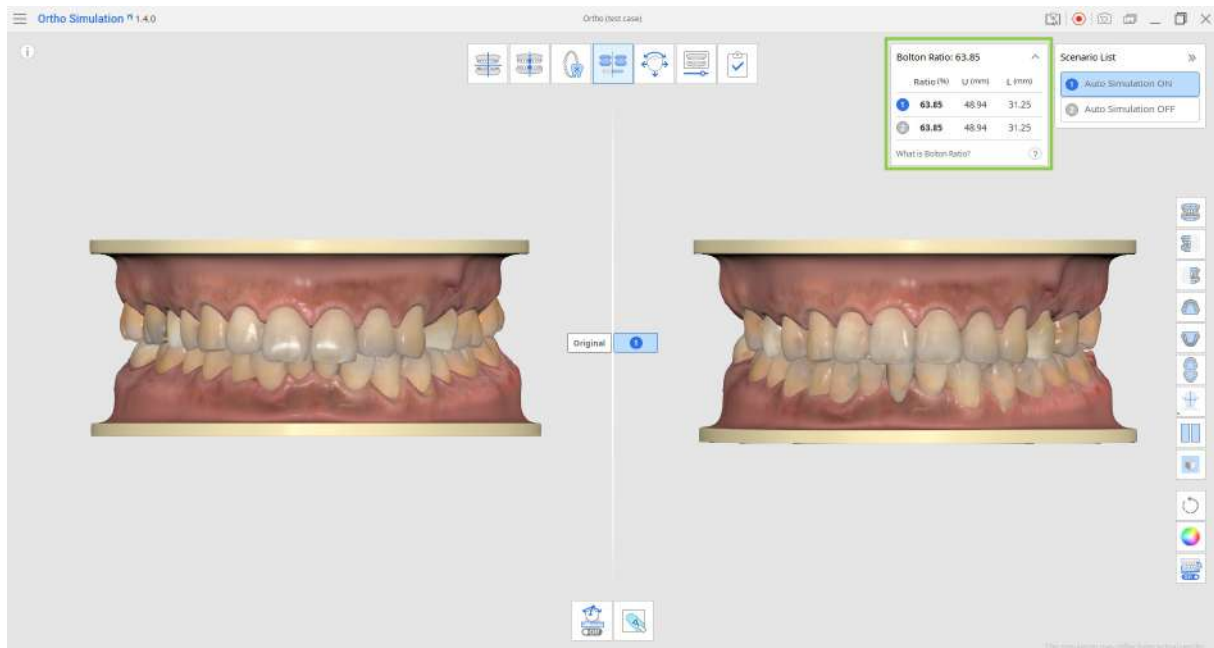 Ortho Simulation 1.4.0
Ortho (test case)
Bolton Ratio: 63.85
Ratio (%) U (mm) L (mm)
1 63.85 48.94 31.25
2 63.85 48.94 31.25
What is Bolton Ratio? ?
Scenario List
1 Auto Simulation ON
2 Auto Simulation OFF
Original 1
Off